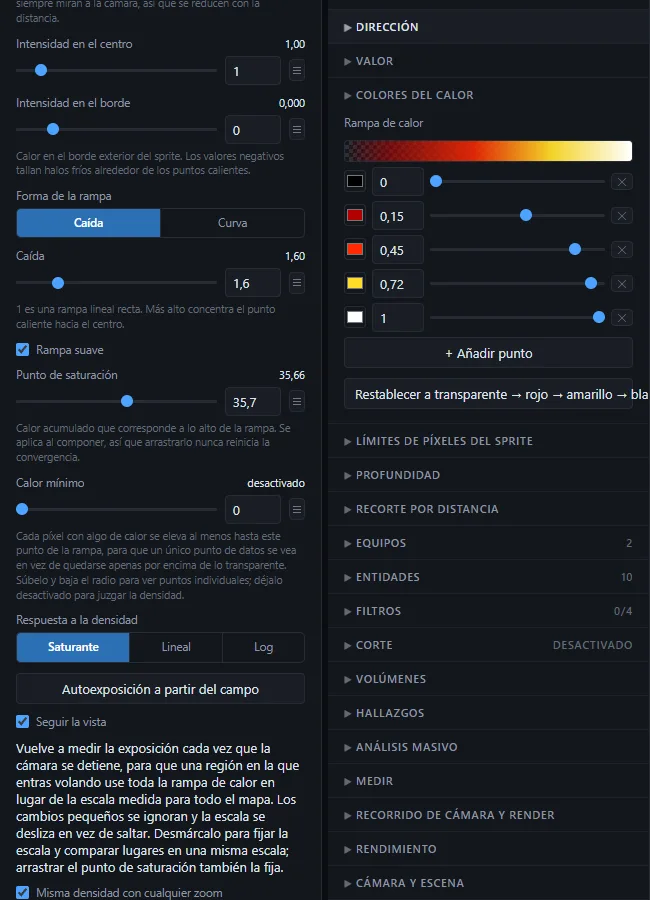 siempre miran a la cámara, así que se reducen con la
distancia.
Intensidad en el centro 1,00
1
Intensidad en el borde 0,000
0
Calor en el borde exterior del sprite. Los valores negativos
tallan halos fríos alrededor de los puntos calientes.
Forma de la rampa
Caída Curva
Caída 1,60
1,6
1 es una rampa lineal recta. Más alto concentra el punto
caliente hacia el centro.
Rampa suave
Punto de saturación 35,66
35,7
Calor acumulado que corresponde a lo alto de la rampa. Se
aplica al componer, así que arrastrarlo nunca reinicia la
convergencia.
Calor mínimo desactivado
0
Cada píxel con algo de calor se eleva al menos hasta este
punto de la rampa, para que un único punto de datos se vea
en vez de quedarse apenas por encima de lo transparente.
Súbelo y baja el radio para ver puntos individuales; déjalo
desactivado para juzgar la densidad.
Respuesta a la densidad
Saturante Lineal Log
Autoexposición a partir del campo
Seguir la vista
Vuelve a medir la exposición cada vez que la
cámara se detiene, para que una región en la que
entras volando use toda la rampa de calor en
lugar de la escala medida para todo el mapa. Los
cambios pequeños se ignoran y la escala se
desliza en vez de saltar. Desmárcalo para fijar la
escala y comparar lugares en una misma escala;
arrastrar el punto de saturación también la fija.
Misma densidad con cualquier zoom
DIRECCIÓN
VALOR
COLORES DEL CALOR
Rampa de calor
0
0,15
0,45
0,72
1
+ Añadir punto
Restablecer a transparente → rojo → amarillo → bla
LÍMITES DE PÍXELES DEL SPRITE
PROFUNDIDAD
RECORTE POR DISTANCIA
EQUIPOS 2
ENTIDADES 10
FILTROS 0/4
CORTE DESACTIVADO
VOLÚMENES
HALLAZGOS
ANÁLISIS MASIVO
MEDIR
RECORRIDO DE CÁMARA Y RENDER
RENDIMIENTO
CÁMARA Y ESCENA